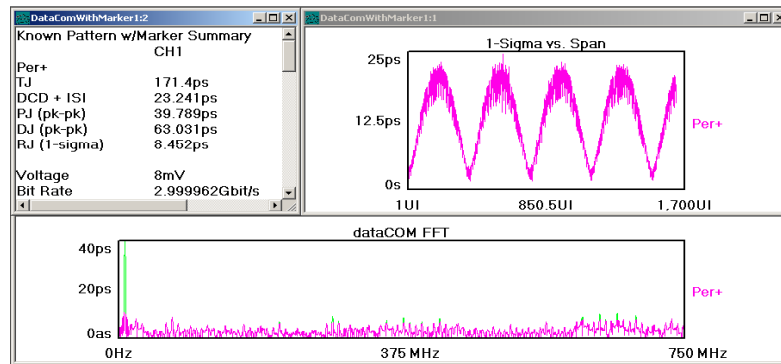 DataComWithMarker1:2
Known Pattern w/Marker Summary
CH1
Per+
TJ 171.4ps
DCD + ISI 23.241ps
PJ (pk-pk) 39.789ps
DJ (pk-pk) 63.031ps
RJ (1-sigma) 8.452ps
Voltage 8mV
Bit Rate 2.999962Gbit/s
DataComWithMarker1:1
1-Sigma vs. Span
25ps
12.5ps
0s
Per+
1UI 850.5UI 1,700UI
dataCOM FFT
40ps
20ps
0as
Per+
0Hz 375 MHz 750 MHz